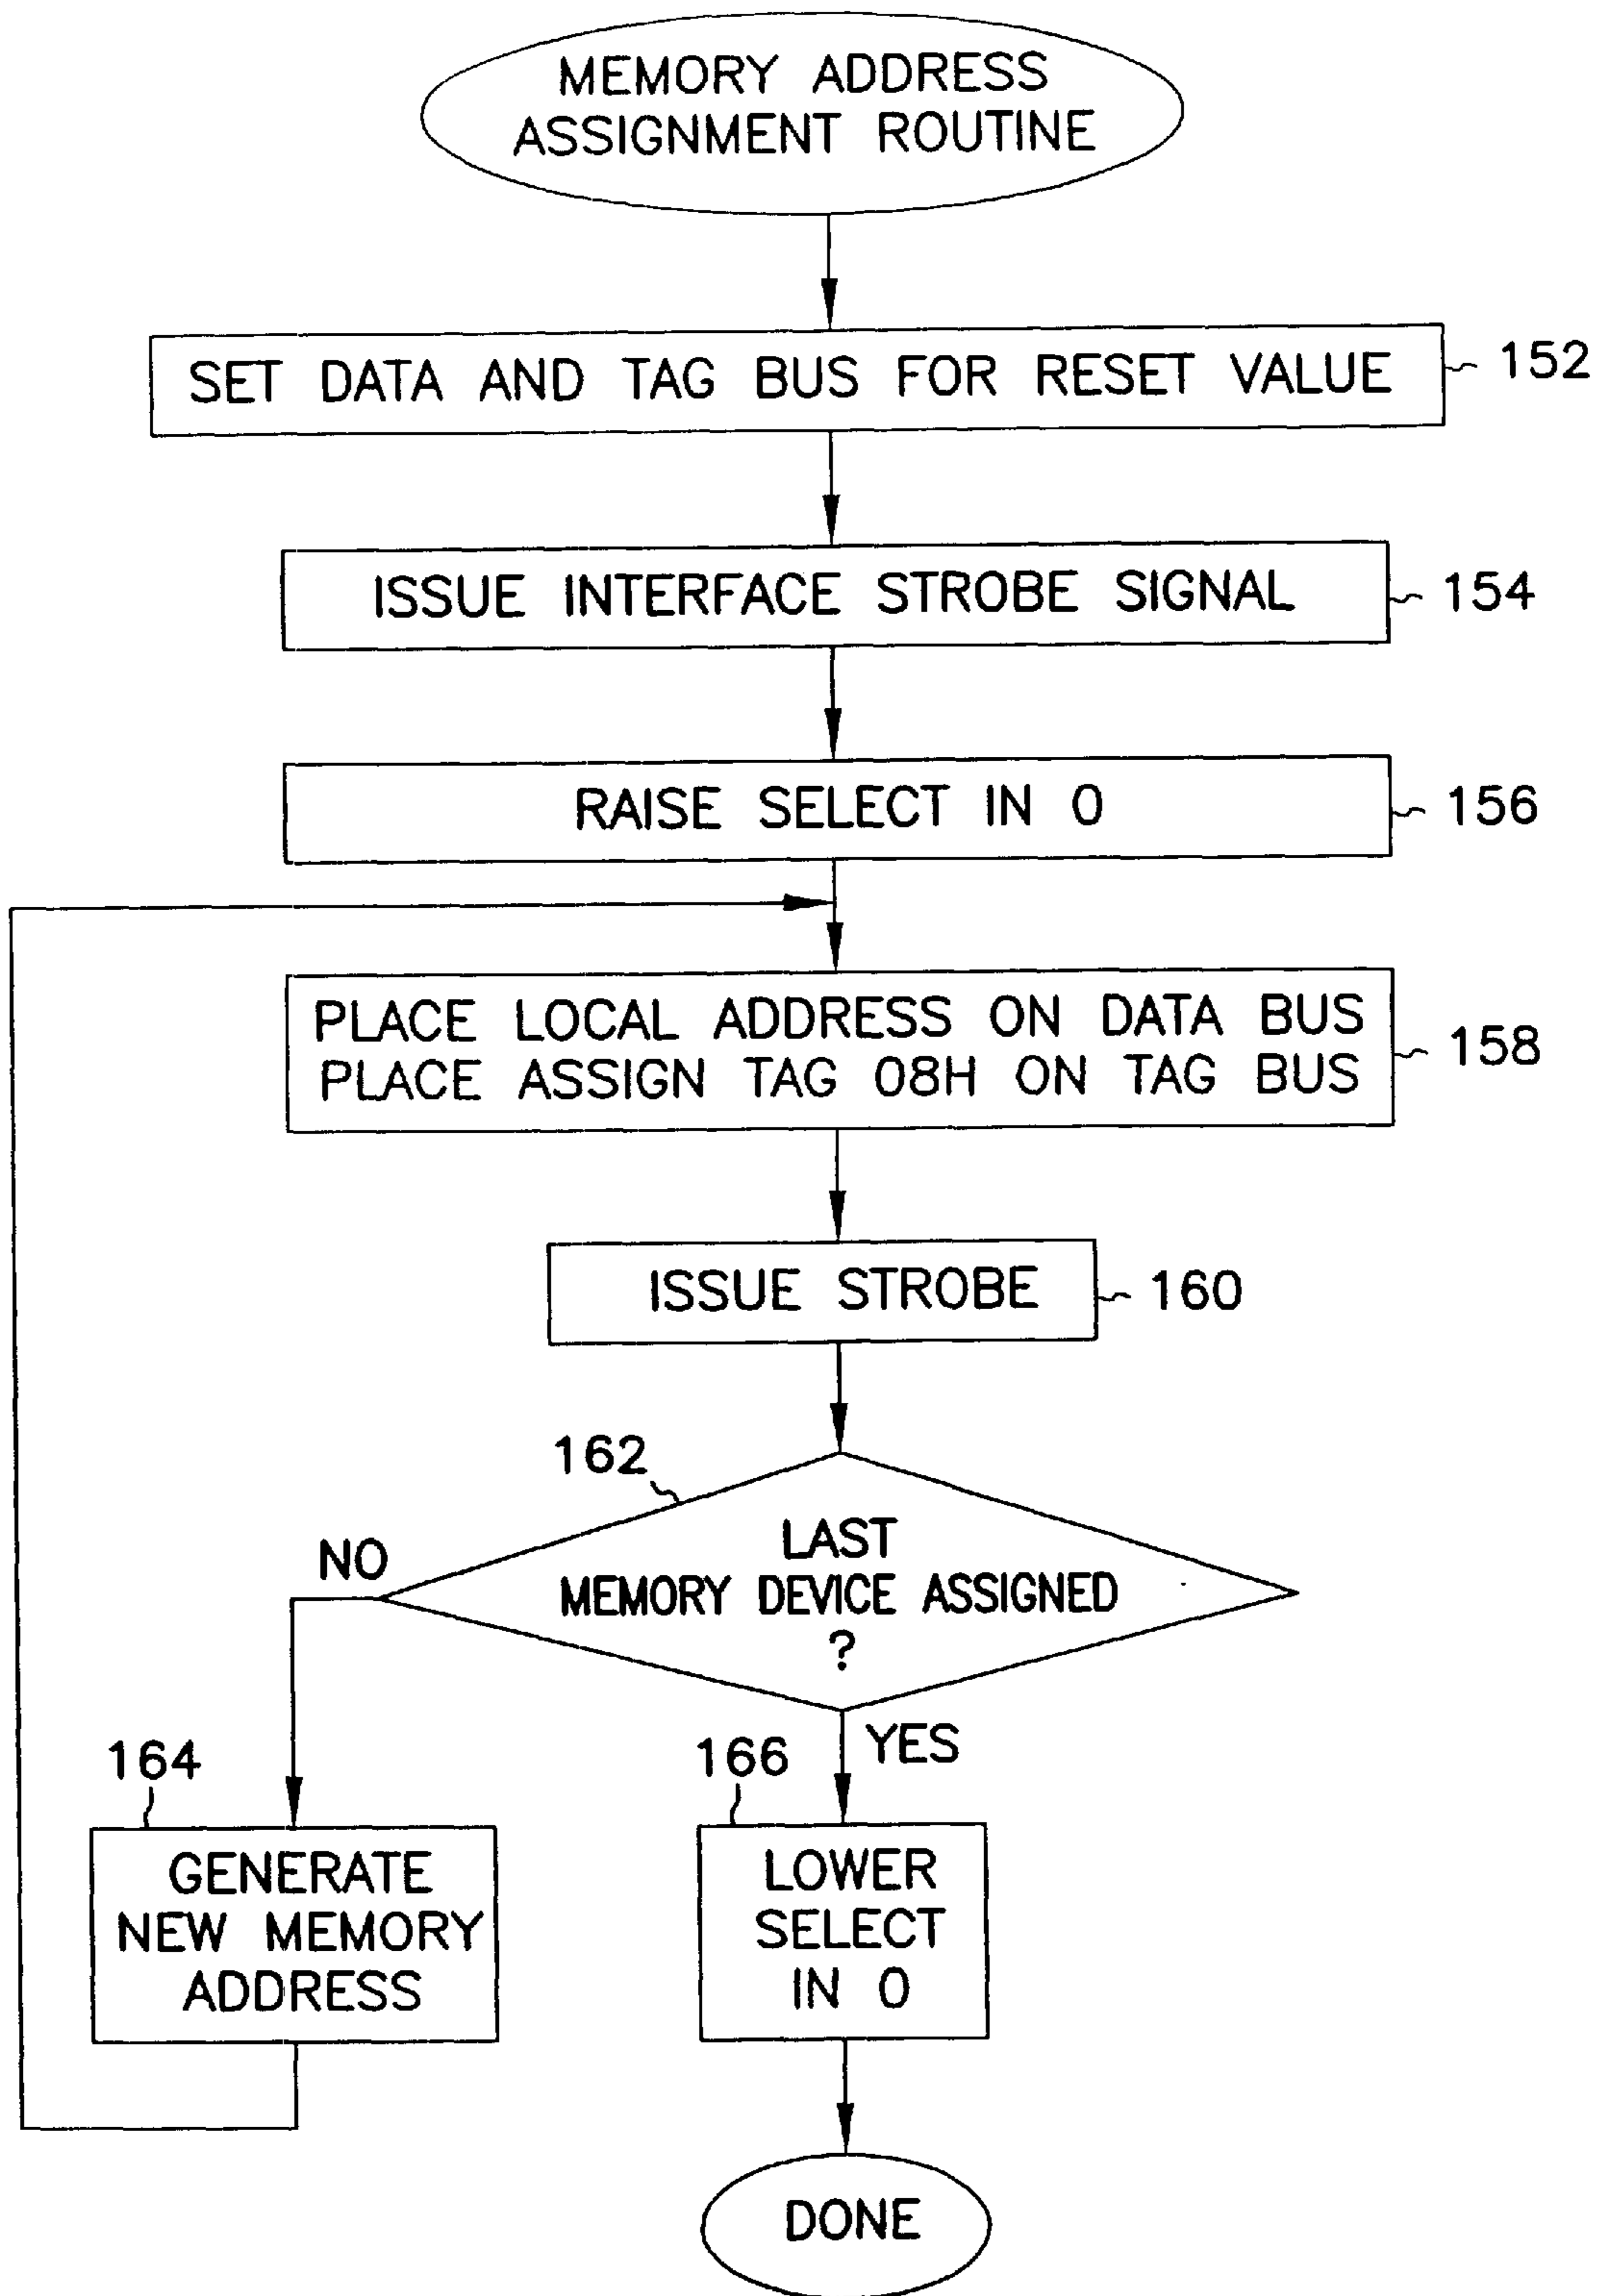 MEMORY ADDRESS
ASSIGNMENT ROUTINE
SET DATA AND TAG BUS FOR RESET VALUE
152
ISSUE INTERFACE STROBE SIGNAL
154
RAISE SELECT IN 0
156
PLACE LOCAL ADDRESS ON DATA BUS
PLACE ASSIGN TAG 08H ON TAG BUS
158
ISSUE STROBE
160
162
LAST
MEMORY DEVICE ASSIGNED
?
NO
YES
164
GENERATE
NEW MEMORY
ADDRESS
166
LOWER
SELECT
IN 0
DONE